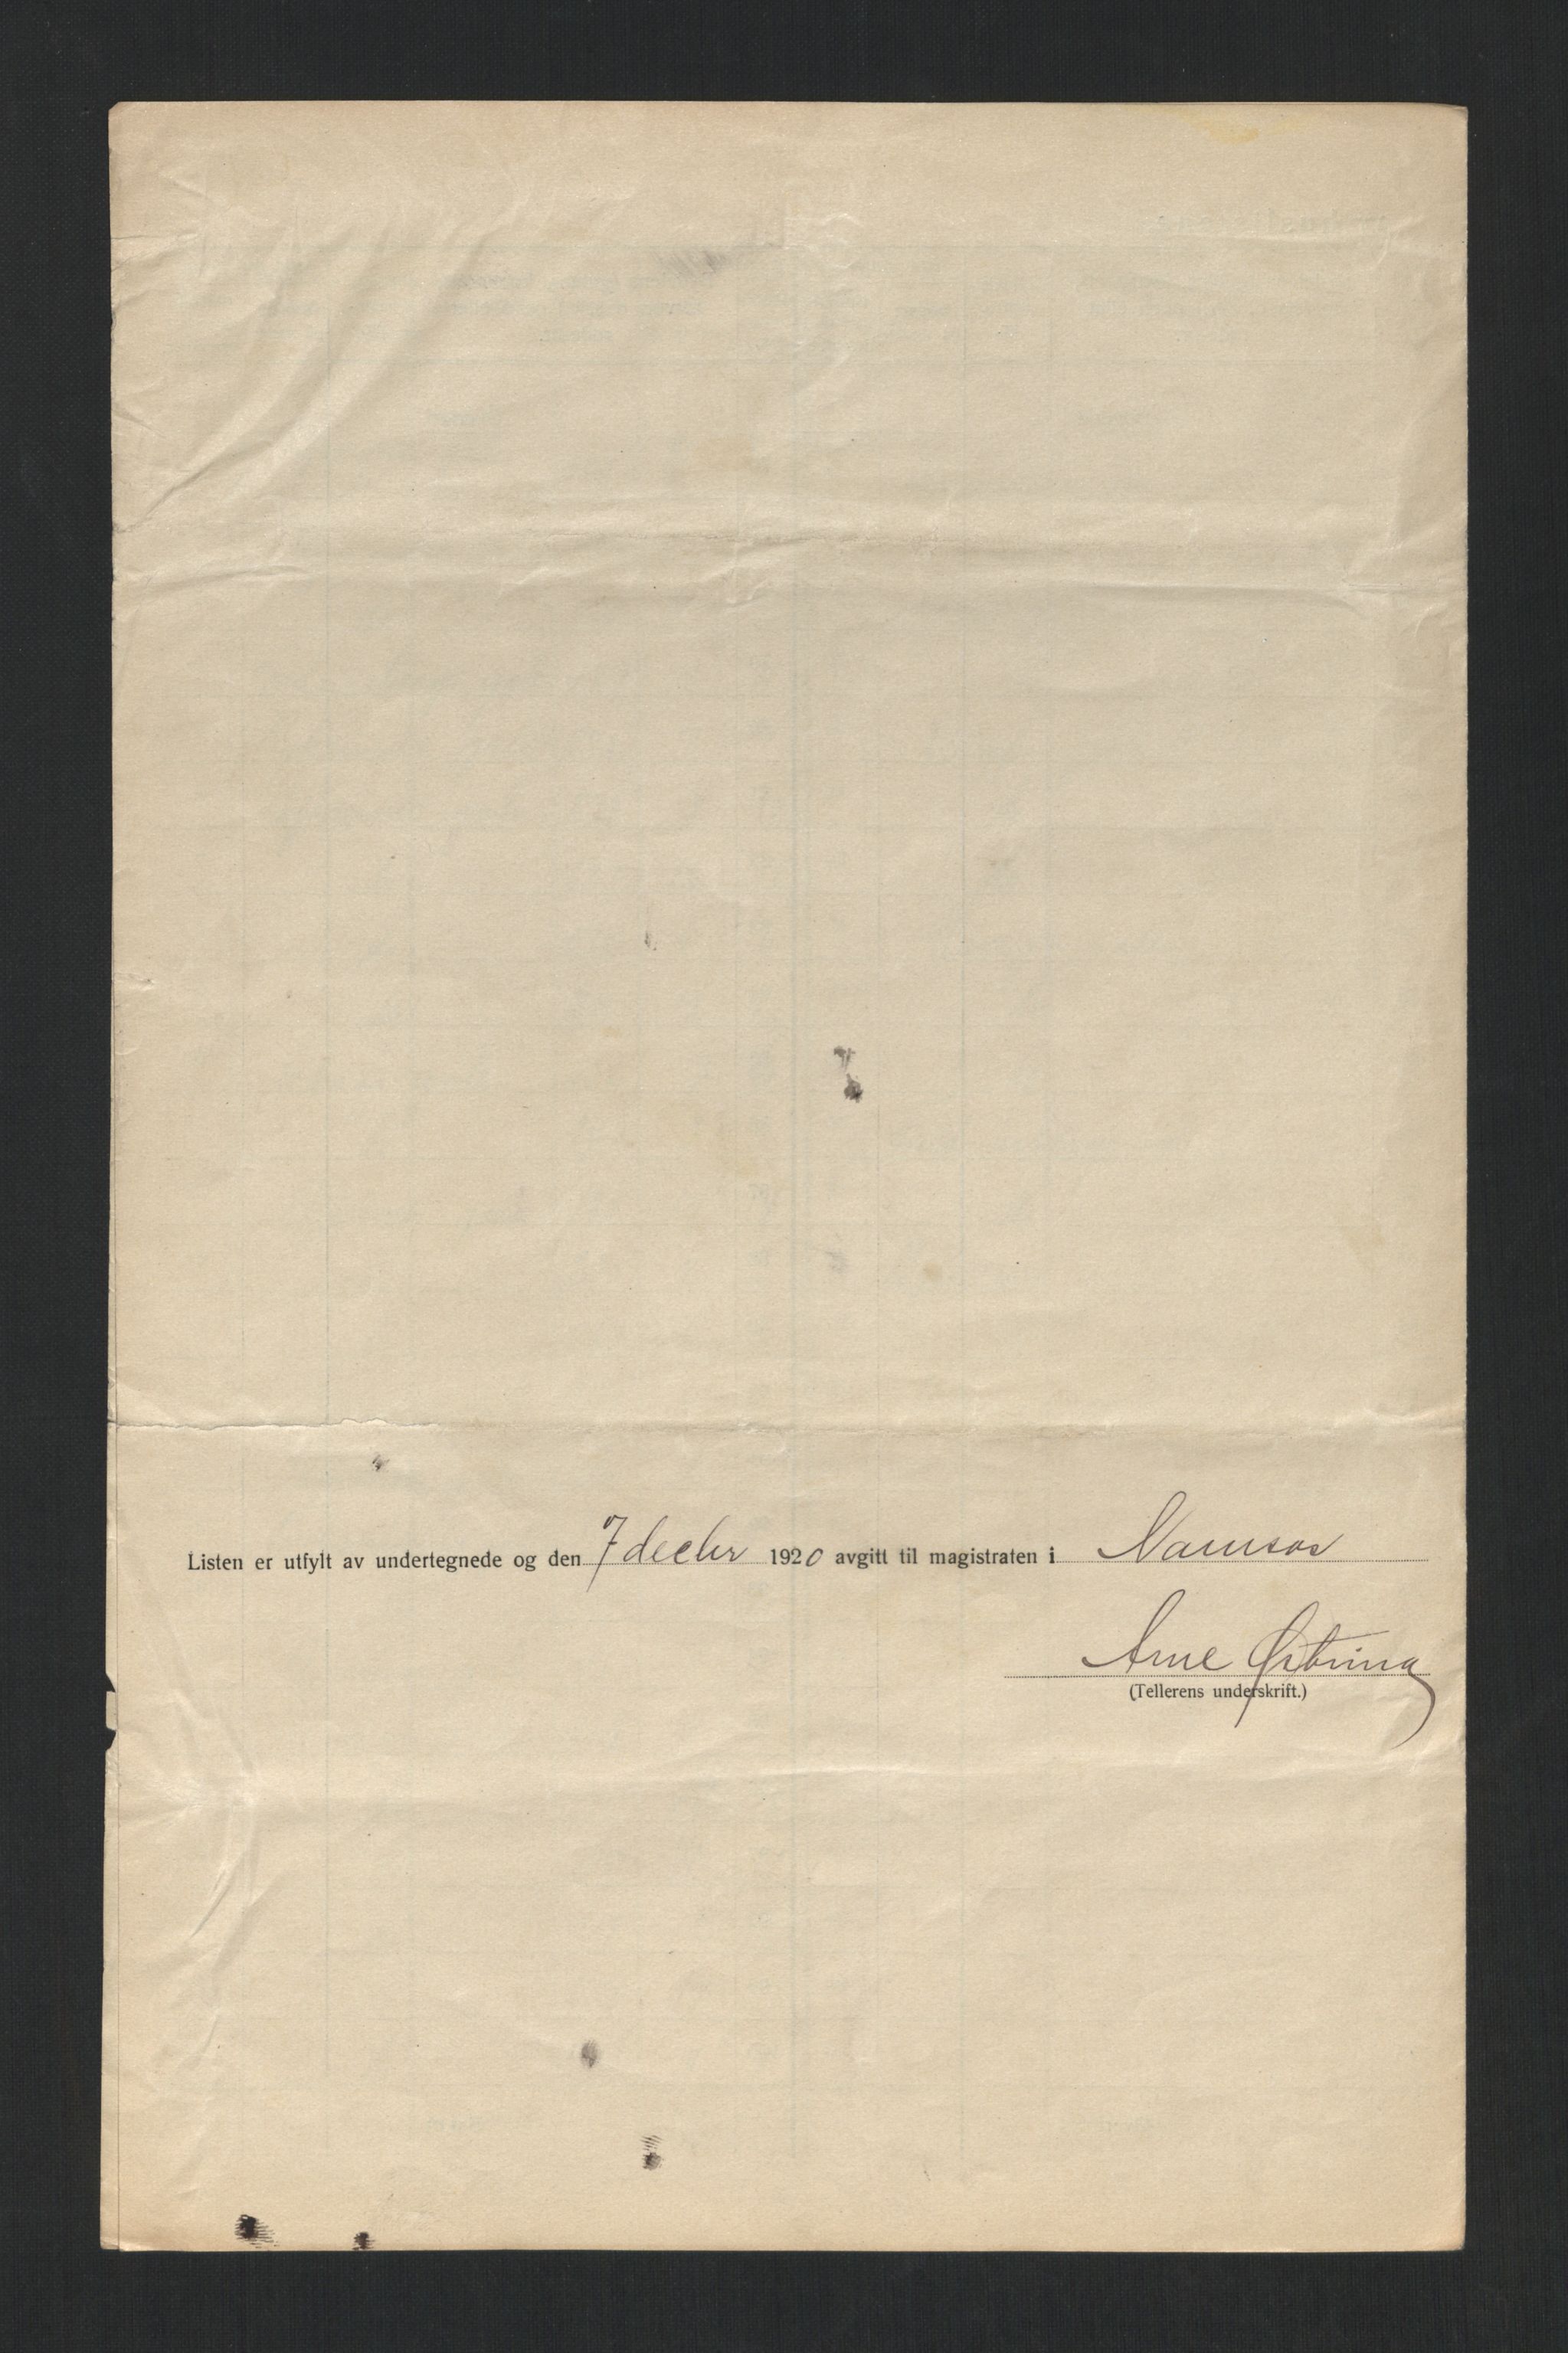 Listen er utfylt av undertegnede og den 7 decbr 1920 avgitt til magistraten i Namsos
Arne
(Tellerens underskrift.)